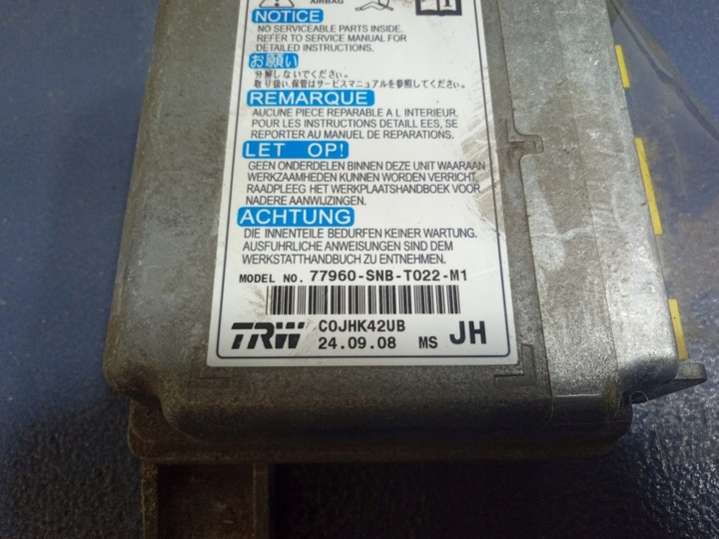 AIRBAG
NOTICE
NO SERVICEABLE PARTS INSIDE.
REFER TO SERVICE MANUAL FOR
DETAILED INSTRUCTIONS.
お願い
分解しないでください。
取り扱い、保管はサービスマニュアルを参照してください。
REMARQUE
AUCUNE PIECE REPARABLE A L INTERIEUR.
POUR LES INSTRUCTIONS DETAILL EES, SE
REPORTER AU MANUEL DE REPARATIONS.
LET OP!
GEEN ONDERDELEN BINNEN DEZE UNIT WAARAAN
WERKZAAMHEDEN KUNNEN WORDEN VERRICHT.
RAADPLEEG HET WERKPLAATSHANDBOEK VOOR
NADERE AANWIJZINGEN.
ACHTUNG
DIE INNENTEILE BEDURFEN KEINER WARTUNG.
AUSFUHRLICHE ANWEISUNGEN SIND DEM
WERKSTATTHANDBUCH ZU ENTNEHMEN.
MODEL NO. 77960-SNB-T022-M1
TRW C0JHK42UB
24.09.08 MS JH